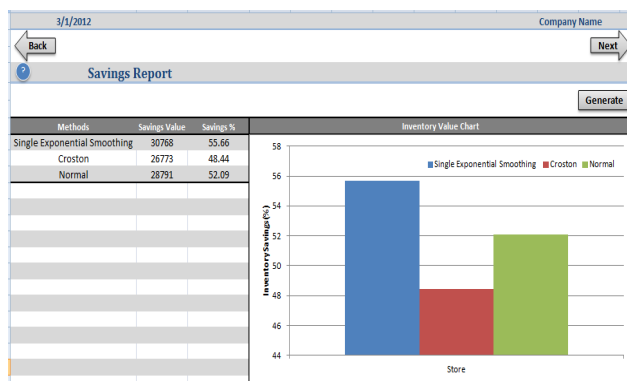 3/1/2012 Company Name
Back Next
? Savings Report
Generate
Methods Savings Value Savings % Inventory Value Chart
Single Exponential Smoothing 30768 55.66
Croston 26773 48.44
Normal 28791 52.09
Single Exponential Smoothing Croston Normal
Inventory Savings (%)
58
56
54
52
50
48
46
44
Store